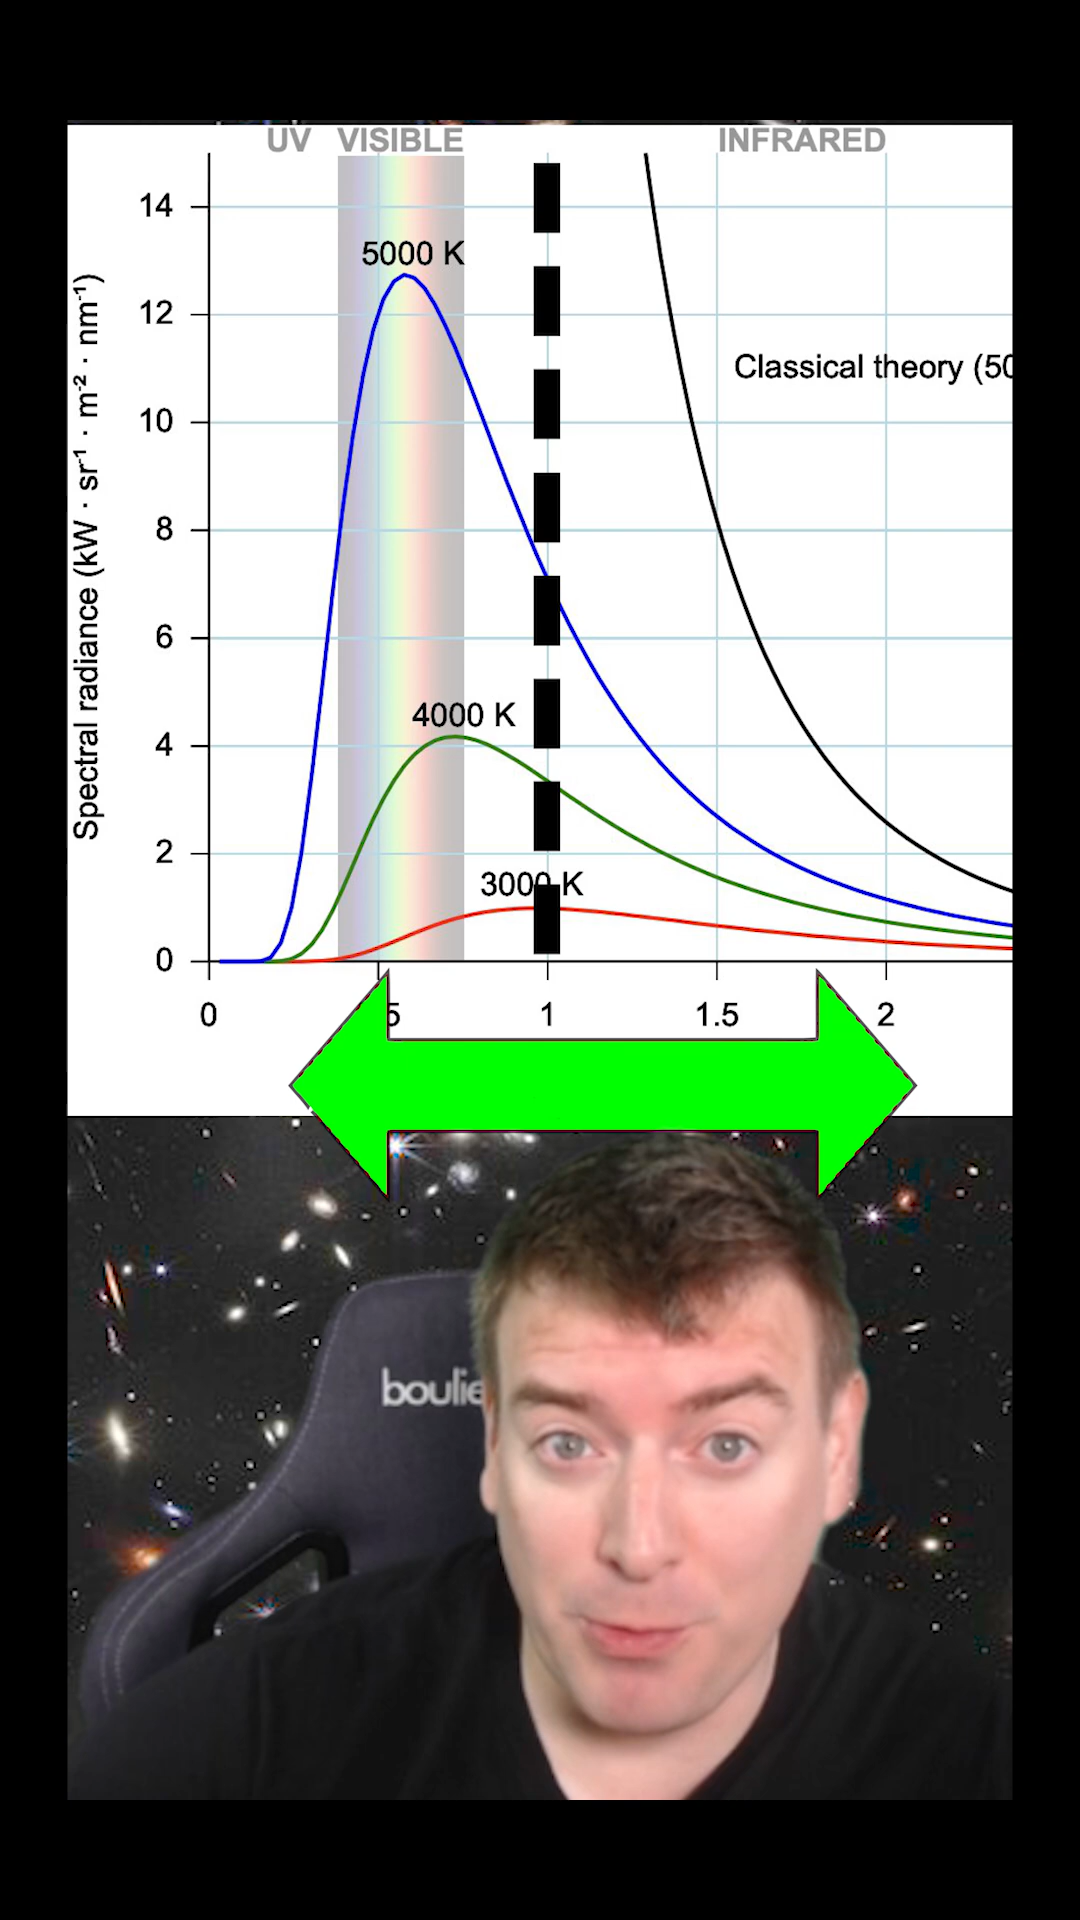 UV VISIBLE INFRARED
14
5000 K
12
Classical theory (50
10
8
6
4000 K
4
2
3000 K
0
Spectral radiance (kW · sr⁻¹ · m⁻² · nm⁻¹)
0 5 1 1.5 2
boulie